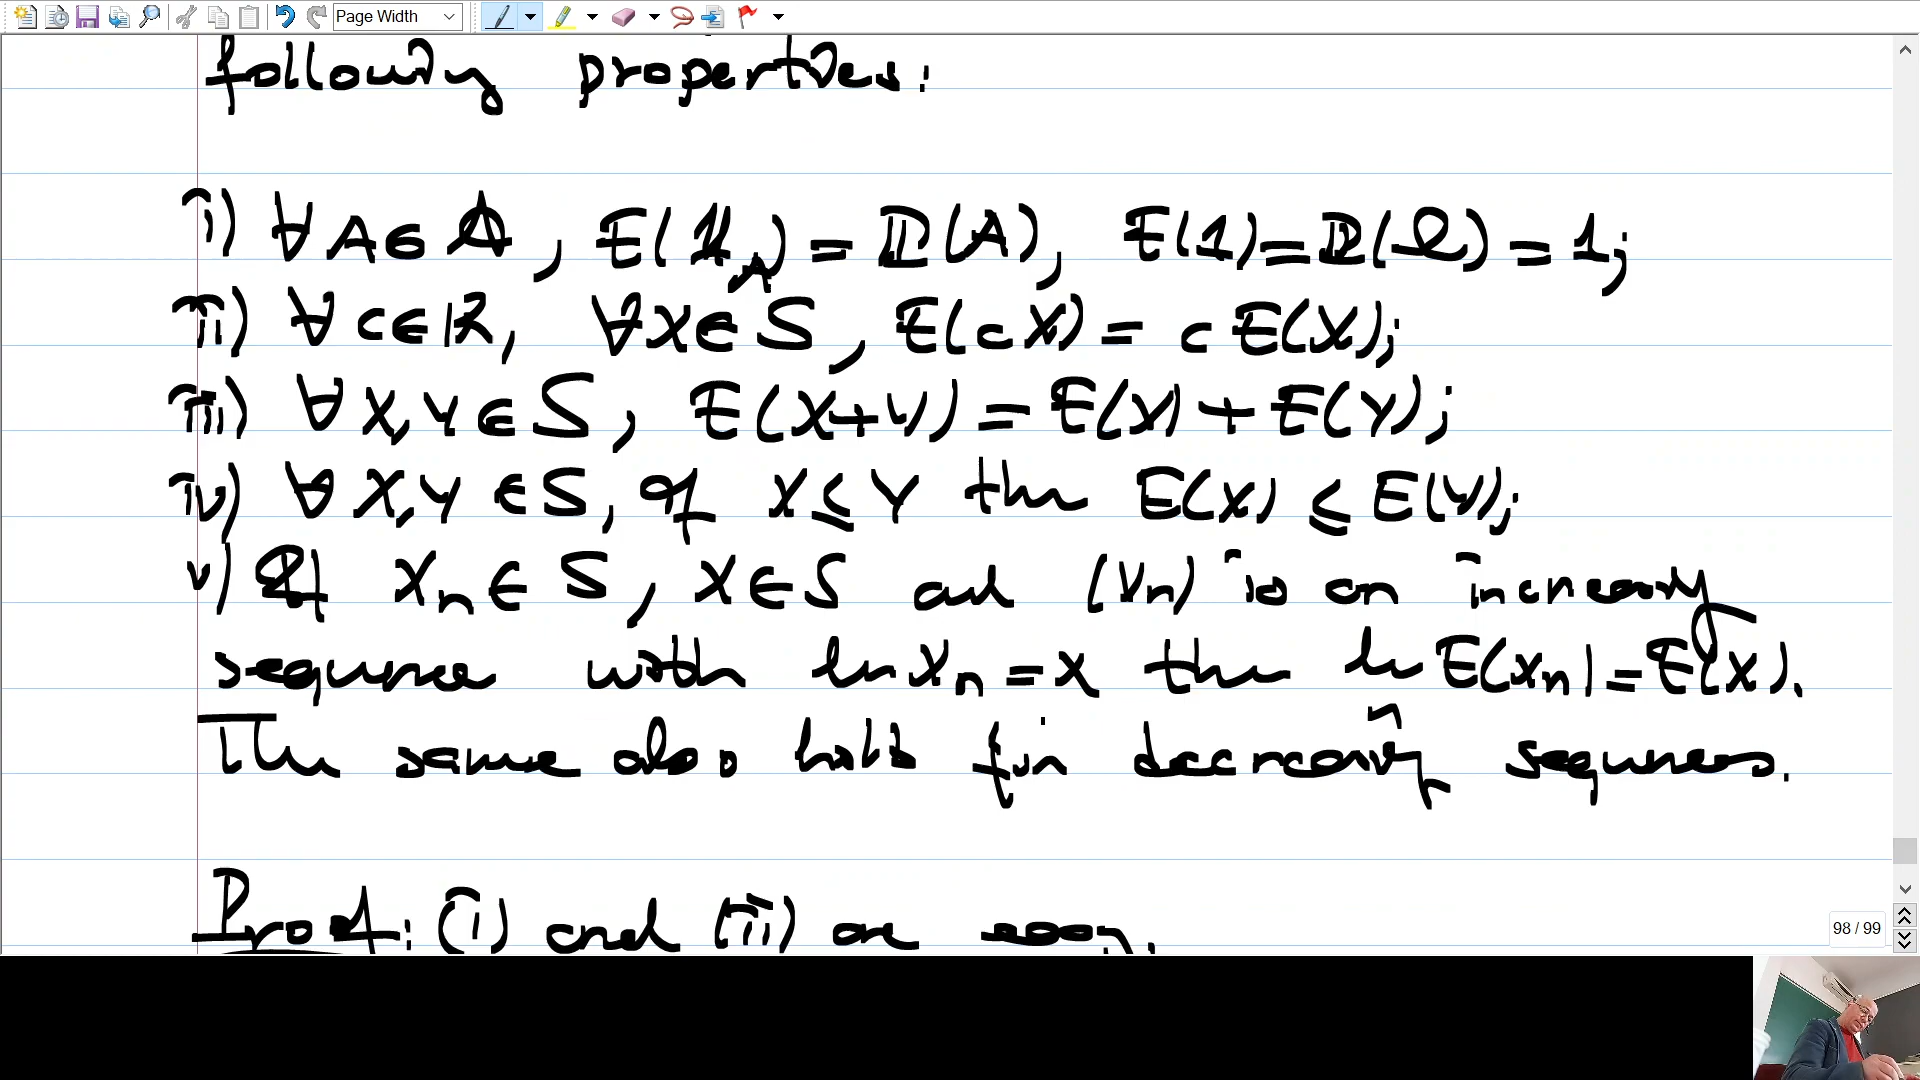 Page Width
following properties:
i) ∀A∈𝔸, E(𝟙_A) = ℙ(A), E(1)=ℙ(Ω) = 1;
ii) ∀ c∈ℝ, ∀X∈S, E(cX) = cE(X);
iii) ∀ X,Y∈S, E(X+Y) = E(X)+E(Y);
iv) ∀ X,Y ∈S, if X≤Y then E(X) ≤ E(Y);
v) If Xn∈S, X∈S and (Xn) is an increasing
sequence with lim Xn = X then lim E(Xn) = E(X).
The same also holds for decreasing sequences.
Proof: (i) and (ii) are easy.
98 / 99